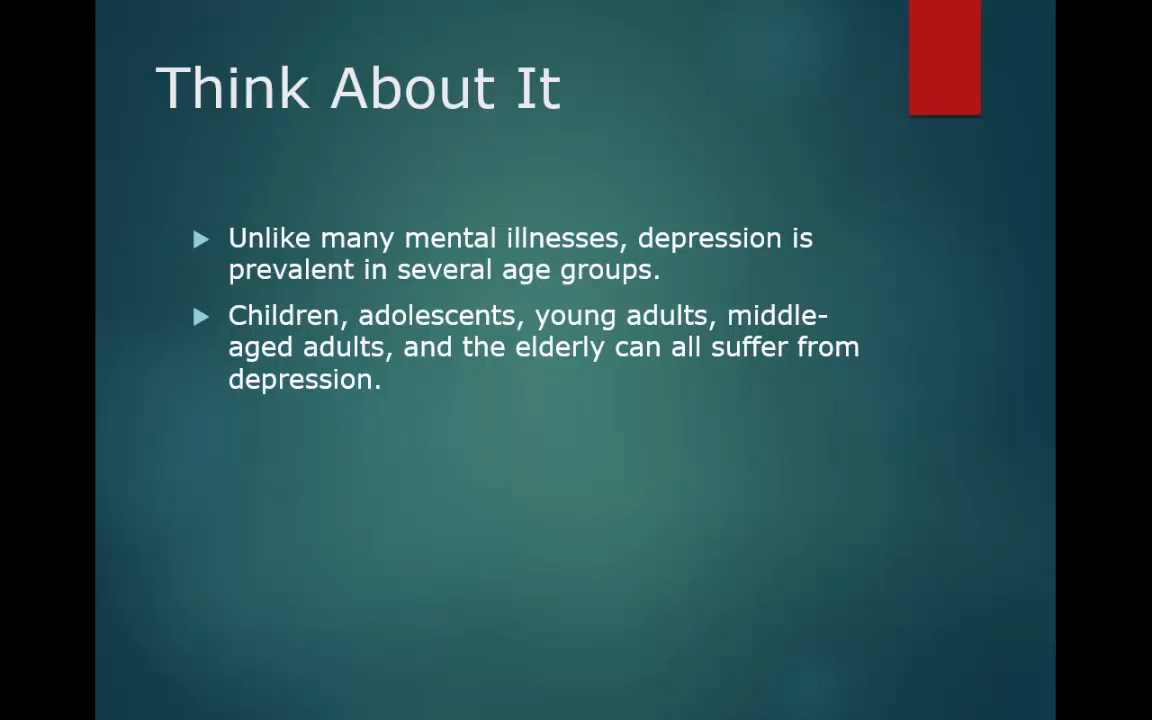 Think About It
Unlike many mental illnesses, depression is
prevalent in several age groups.
Children, adolescents, young adults, middle-
aged adults, and the elderly can all suffer from
depression.